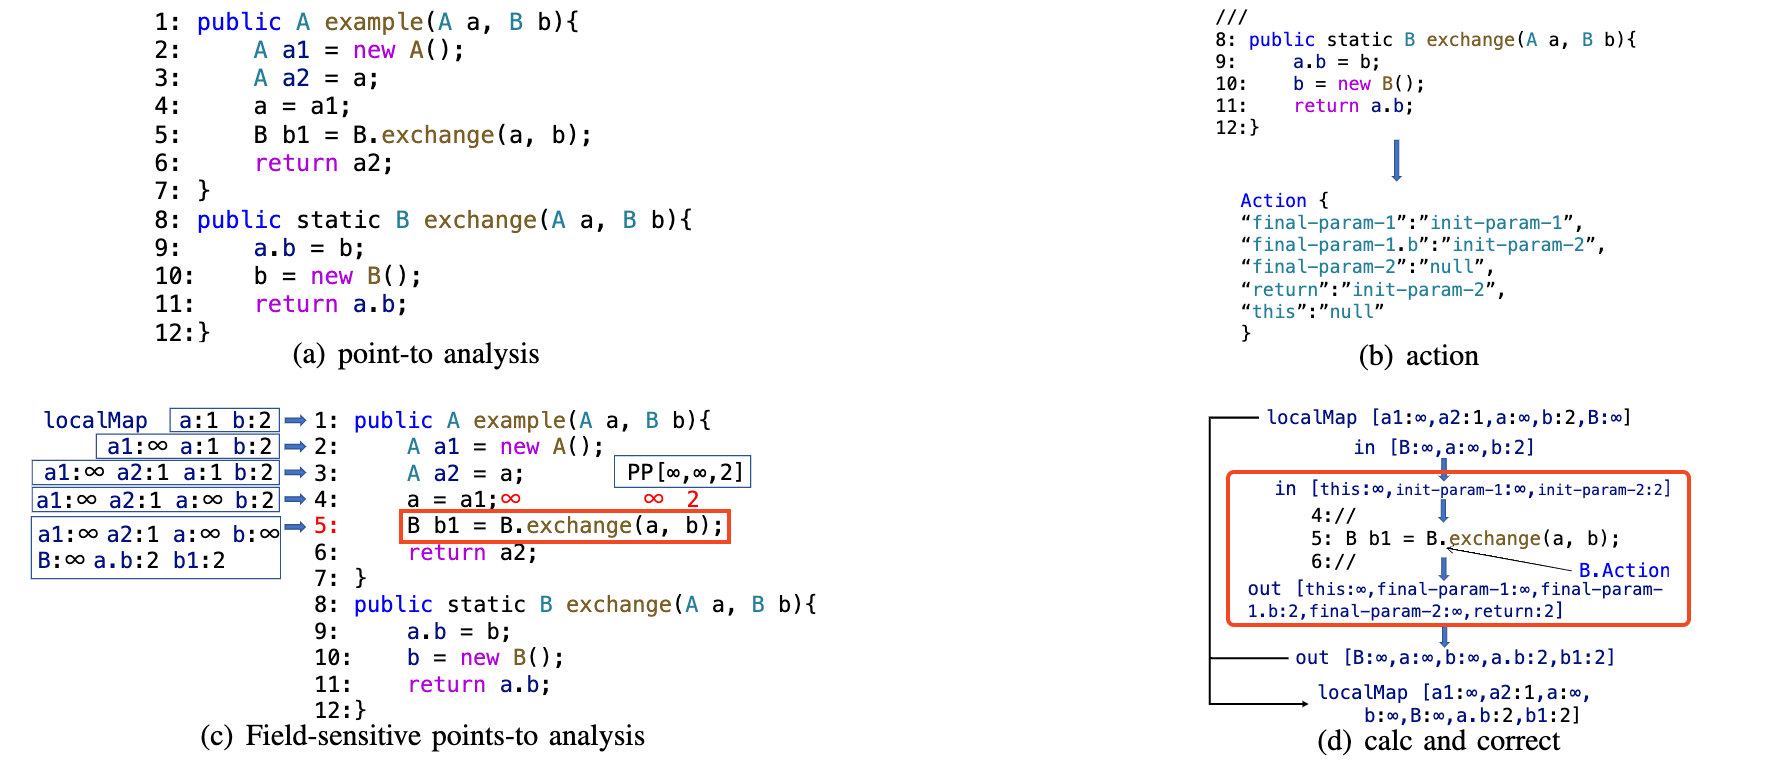 1: public A example(A a, B b){
2: A a1 = new A();
3: A a2 = a;
4: a = a1;
5: B b1 = B.exchange(a, b);
6: return a2;
7: }
8: public static B exchange(A a, B b){
9: a.b = b;
10: b = new B();
11: return a.b;
12:}
(a) point-to analysis
///
8: public static B exchange(A a, B b){
9: a.b = b;
10: b = new B();
11: return a.b;
12:}
Action {
“final-param-1”:”init-param-1”,
“final-param-1.b”:”init-param-2”,
“final-param-2”:”null”,
“return”:”init-param-2”,
“this”:”null”
}
(b) action
localMap a:1 b:2 1: public A example(A a, B b){
a1:∞ a:1 b:2 2: A a1 = new A();
a1:∞ a2:1 a:1 b:2 3: A a2 = a; PP[∞,∞,2]
a1:∞ a2:1 a:∞ b:2 4: a = a1;∞ ∞ 2
a1:∞ a2:1 a:∞ b:∞ 5: B b1 = B.exchange(a, b);
B:∞ a.b:2 b1:2 6: return a2;
7: }
8: public static B exchange(A a, B b){
9: a.b = b;
10: b = new B();
11: return a.b;
12:}
(c) Field-sensitive points-to analysis
localMap [a1:∞,a2:1,a:∞,b:2,B:∞]
in [B:∞,a:∞,b:2]
in [this:∞,init-param-1:∞,init-param-2:2]
4://
5: B b1 = B.exchange(a, b);
6://
B.Action
out [this:∞,final-param-1:∞,final-param-
1.b:2,final-param-2:∞,return:2]
out [B:∞,a:∞,b:∞,a.b:2,b1:2]
localMap [a1:∞,a2:1,a:∞,
b:∞,B:∞,a.b:2,b1:2]
(d) calc and correct